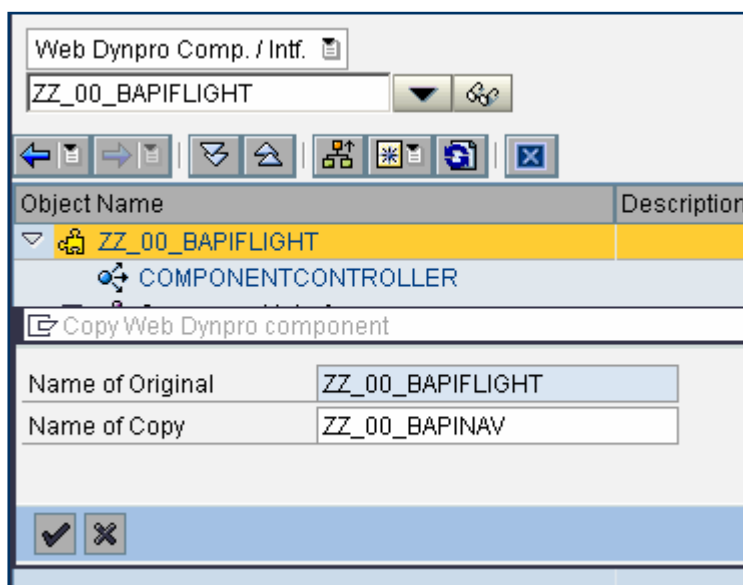 Web Dynpro Comp. / Intf.
ZZ_00_BAPIFLIGHT
Object Name Description
ZZ_00_BAPIFLIGHT
COMPONENTCONTROLLER
Copy Web Dynpro component
Name of Original ZZ_00_BAPIFLIGHT
Name of Copy ZZ_00_BAPINAV